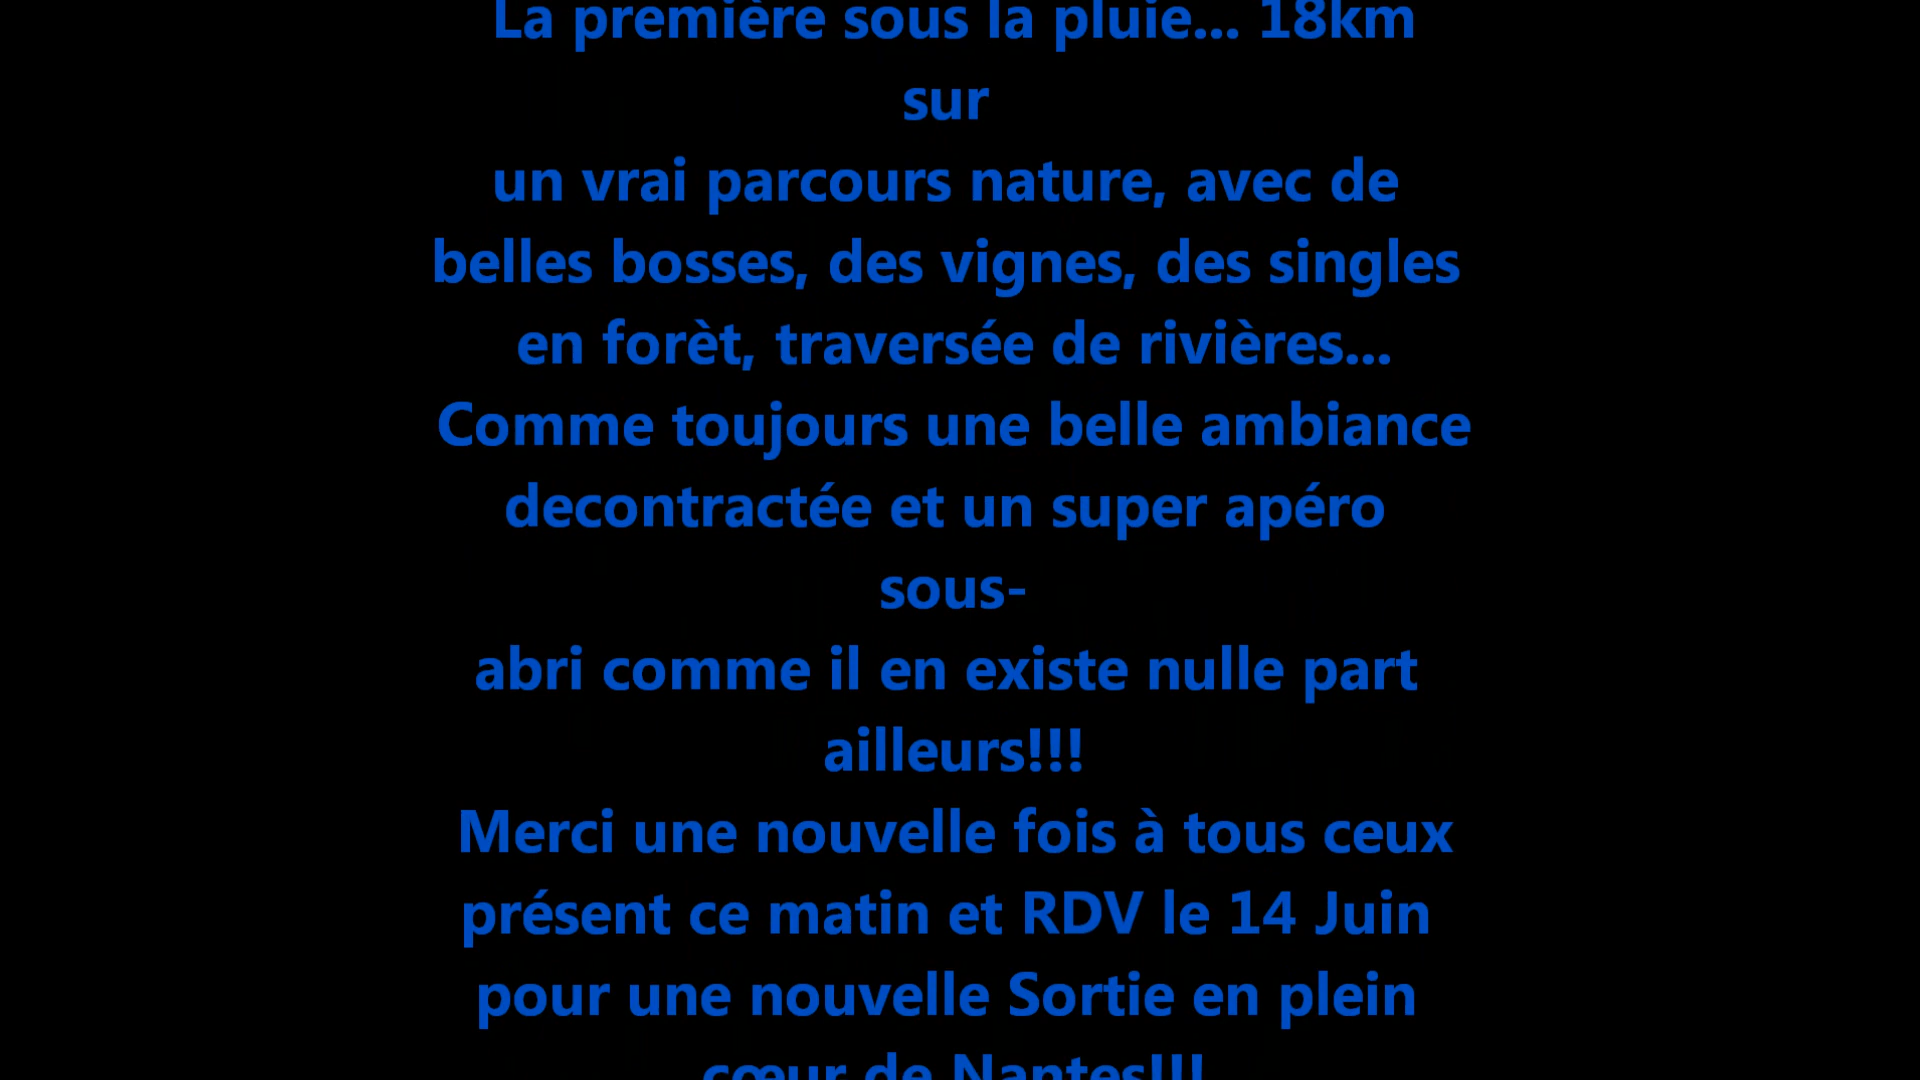 La première sous la pluie... 18km
sur
un vrai parcours nature, avec de
belles bosses, des vignes, des singles
en forèt, traversée de rivières...
Comme toujours une belle ambiance
decontractée et un super apéro
sous-
abri comme il en existe nulle part
ailleurs!!!
Merci une nouvelle fois à tous ceux
présent ce matin et RDV le 14 Juin
pour une nouvelle Sortie en plein
cœur de Nantes!!!